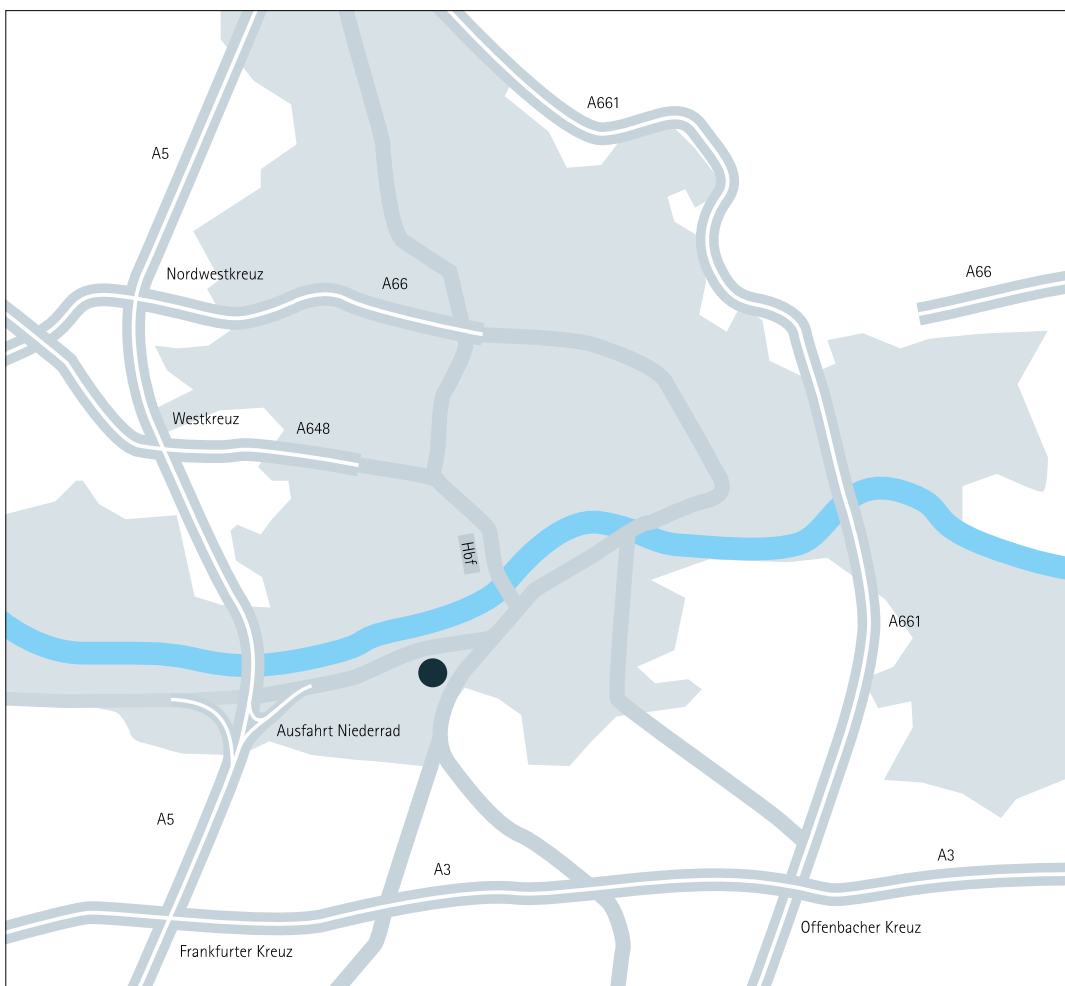 A661
A5
Nordwestkreuz
A66
A66
Westkreuz
A648
Hbf
A661
Ausfahrt Niederrad
A5
A3
A3
Offenbacher Kreuz
Frankfurter Kreuz